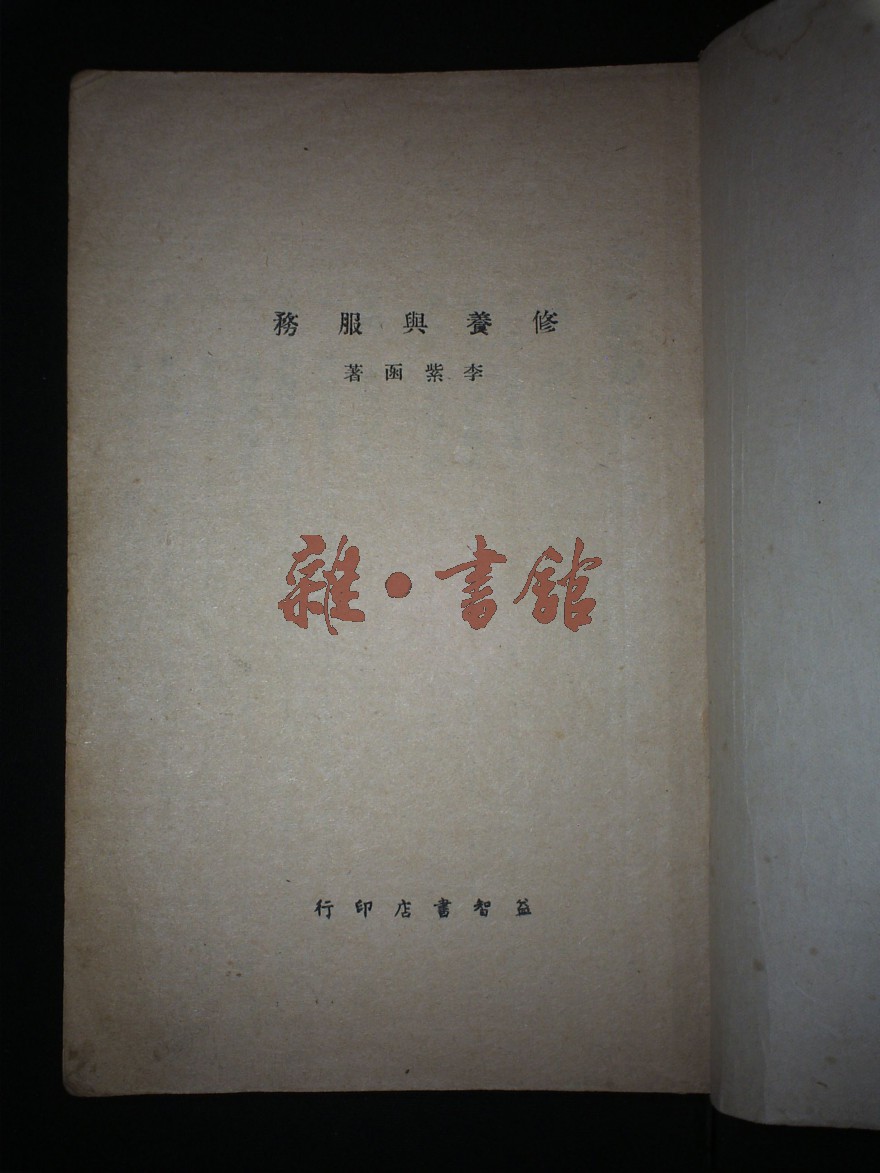 修養與服務
李紫函著
雜·書館
益智書店印行